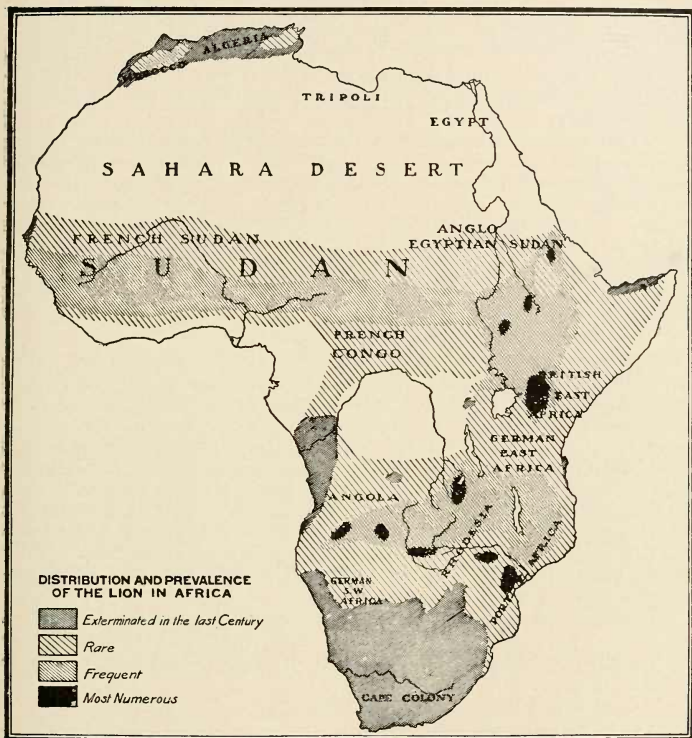 ALGERIA
MOROCCO
TRIPOLI
EGYPT
SAHARA DESERT
FRENCH SUDAN
ANGLO
EGYPTIAN SUDAN
SUDAN
FRENCH
CONGO
BRITISH
EAST
AFRICA
GERMAN
EAST
AFRICA
ANGOLA
RHODESIA
PORT. AFRICA
GERMAN
S.W.
AFRICA
CAPE COLONY
DISTRIBUTION AND PREVALENCE
OF THE LION IN AFRICA
Exterminated in the last Century
Rare
Frequent
Most Numerous